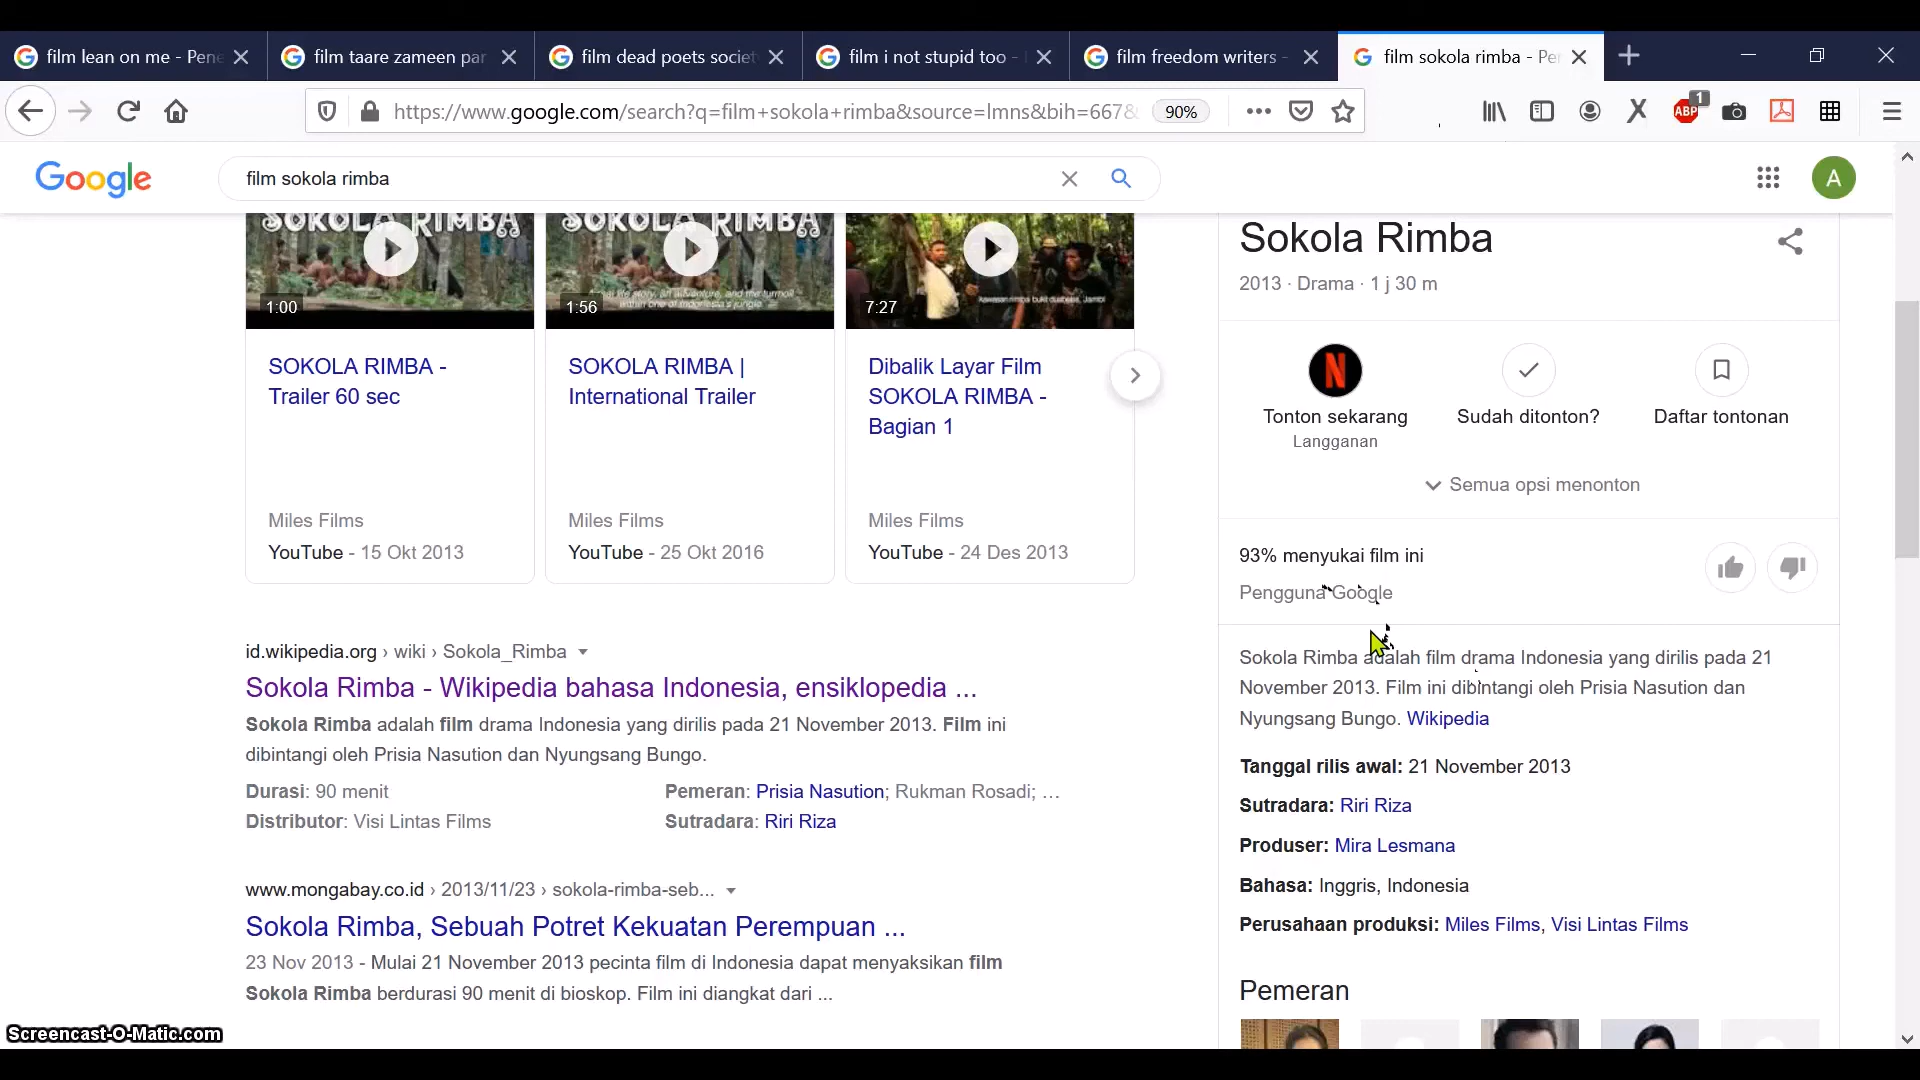 film lean on me - Pene
film taare zameen par
film dead poets societ
film i not stupid too -
film freedom writers -
film sokola rimba - Pe
https://www.google.com/search?q=film+sokola+rimba&source=lmns&bih=667&
90%
ABP
1
Google
film sokola rimba
A
SOKOLA RIMBA
1:00
SOKOLA RIMBA
1:56
7:27
SOKOLA RIMBA -
Trailer 60 sec
Miles Films
YouTube - 15 Okt 2013
SOKOLA RIMBA |
International Trailer
Miles Films
YouTube - 25 Okt 2016
Dibalik Layar Film
SOKOLA RIMBA -
Bagian 1
Miles Films
YouTube - 24 Des 2013
id.wikipedia.org › wiki › Sokola_Rimba
Sokola Rimba - Wikipedia bahasa Indonesia, ensiklopedia ...
Sokola Rimba adalah film drama Indonesia yang dirilis pada 21 November 2013. Film ini
dibintangi oleh Prisia Nasution dan Nyungsang Bungo.
Durasi: 90 menit
Pemeran: Prisia Nasution; Rukman Rosadi; ...
Distributor: Visi Lintas Films
Sutradara: Riri Riza
www.mongabay.co.id › 2013/11/23 › sokola-rimba-seb...
Sokola Rimba, Sebuah Potret Kekuatan Perempuan ...
23 Nov 2013 - Mulai 21 November 2013 pecinta film di Indonesia dapat menyaksikan film
Sokola Rimba berdurasi 90 menit di bioskop. Film ini diangkat dari ...
Sokola Rimba
2013 · Drama · 1 j 30 m
N
Tonton sekarang
Langganan
Sudah ditonton?
Daftar tontonan
Semua opsi menonton
93% menyukai film ini
Pengguna Google
Sokola Rimba adalah film drama Indonesia yang dirilis pada 21
November 2013. Film ini dibintangi oleh Prisia Nasution dan
Nyungsang Bungo. Wikipedia
Tanggal rilis awal: 21 November 2013
Sutradara: Riri Riza
Produser: Mira Lesmana
Bahasa: Inggris, Indonesia
Perusahaan produksi: Miles Films, Visi Lintas Films
Pemeran
Screencast-O-Matic.com